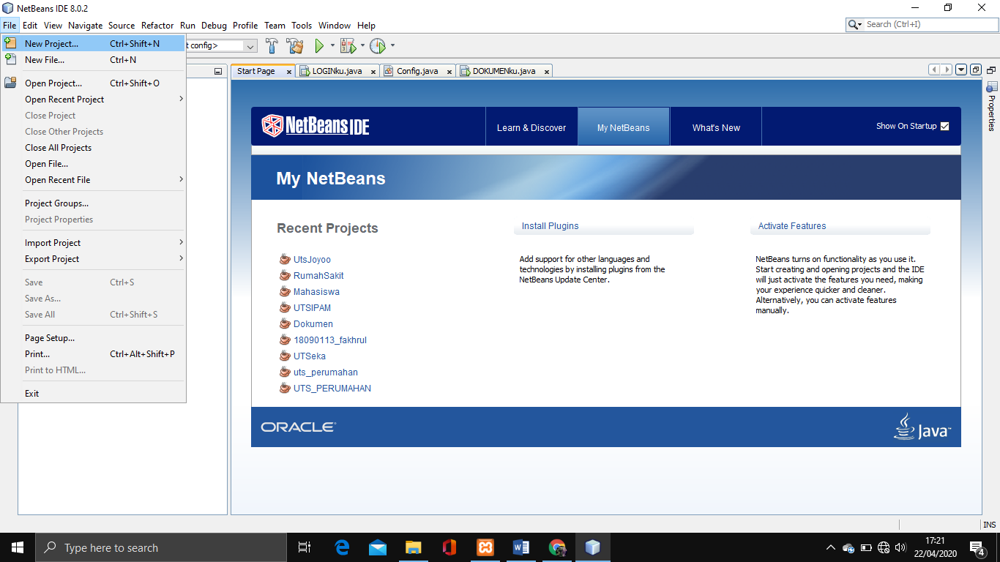 NetBeans IDE 8.0.2
File Edit View Navigate Source Refactor Run Debug Profile Team Tools Window Help
Search (Ctrl+I)
New Project... Ctrl+Shift+N
New File... Ctrl+N
Open Project... Ctrl+Shift+O
Open Recent Project
Close Project
Close Other Projects
Close All Projects
Open File...
Open Recent File
Project Groups...
Project Properties
Import Project
Export Project
Save Ctrl+S
Save As...
Save All Ctrl+Shift+S
Page Setup...
Print... Ctrl+Alt+Shift+P
Print to HTML...
Exit
t config>
Start Page LOGINku.java Config.java DOKUMENku.java
Properties
NetBeans IDE
Learn & Discover My NetBeans What's New
Show On Startup
My NetBeans
Recent Projects
UtsJoyoo
RumahSakit
Mahasiswa
UTSIPAM
Dokumen
18090113_fakhrul
UTSeka
uts_perumahan
UTS_PERUMAHAN
Install Plugins
Add support for other languages and
technologies by installing plugins from the
NetBeans Update Center.
Activate Features
NetBeans turns on functionality as you use it.
Start creating and opening projects and the IDE
will just activate the features you need, making
your experience quicker and cleaner.
Alternatively, you can activate features
manually.
ORACLE
Java™
INS
Type here to search
17:21
22/04/2020
4